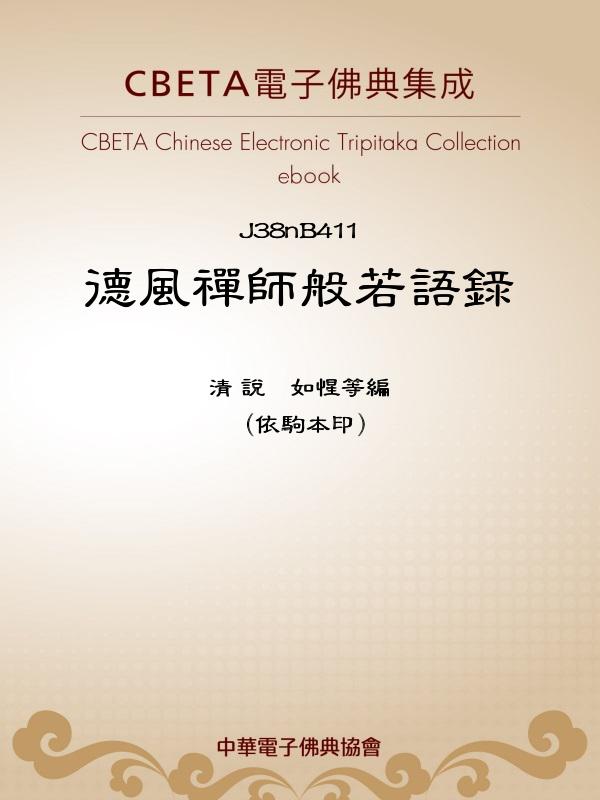 CBETA電子佛典集成
CBETA Chinese Electronic Tripitaka Collection
ebook
J38nB411
德風禪師般若語錄
清 說　如惺等編
（依駒本印）
中華電子佛典協會